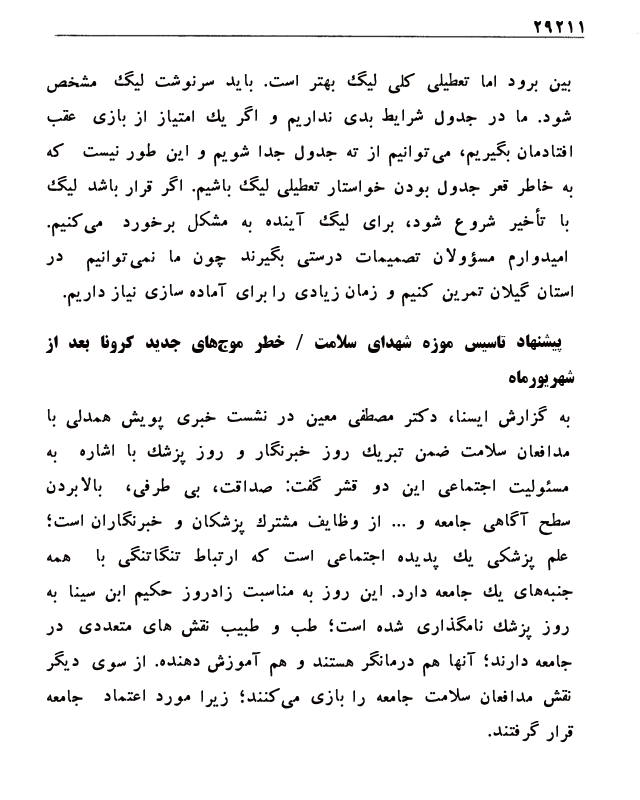 ۲۹۲۱۱
بین برود اما تعطیلی کلی لیگ بهتر است. باید سرنوشت لیگ مشخص
شود. ما در جدول شرایط بدی نداریم و اگر یك امتیاز از بازی عقب
افتادمان بگیریم، می‌توانیم از ته جدول جدا شویم و این طور نیست که
به خاطر قعر جدول بودن خواستار تعطیلی لیگ باشیم. اگر قرار باشد لیگ
با تأخیر شروع شود، برای لیگ آینده به مشکل برخورد می‌کنیم.
امیدوارم مسؤولان تصمیمات درستی بگیرند چون ما نمی‌توانیم در
استان گیلان تمرین کنیم و زمان زیادی را برای آماده سازی نیاز داریم.
پیشنهاد تاسیس موزه شهدای سلامت / خطر موج‌های جدید کرونا بعد از
شهریورماه
به گزارش ایسنا، دکتر مصطفی معین در نشست خبری پویش همدلی با
مدافعان سلامت ضمن تبریك روز خبرنگار و روز پزشك با اشاره به
مسئولیت اجتماعی این دو قشر گفت: صداقت، بی طرفی، بالابردن
سطح آگاهی جامعه و ... از وظایف مشترك پزشکان و خبرنگاران است؛
علم پزشکی یك پدیده اجتماعی است که ارتباط تنگاتنگی با همه
جنبه‌های یك جامعه دارد. این روز به مناسبت زادروز حکیم ابن سینا به
روز پزشك نامگذاری شده است؛ طب و طبیب نقش های متعددی در
جامعه دارند؛ آنها هم درمانگر هستند و هم آموزش دهنده. از سوی دیگر
نقش مدافعان سلامت جامعه را بازی می‌کنند؛ زیرا مورد اعتماد جامعه
قرار گرفتند.